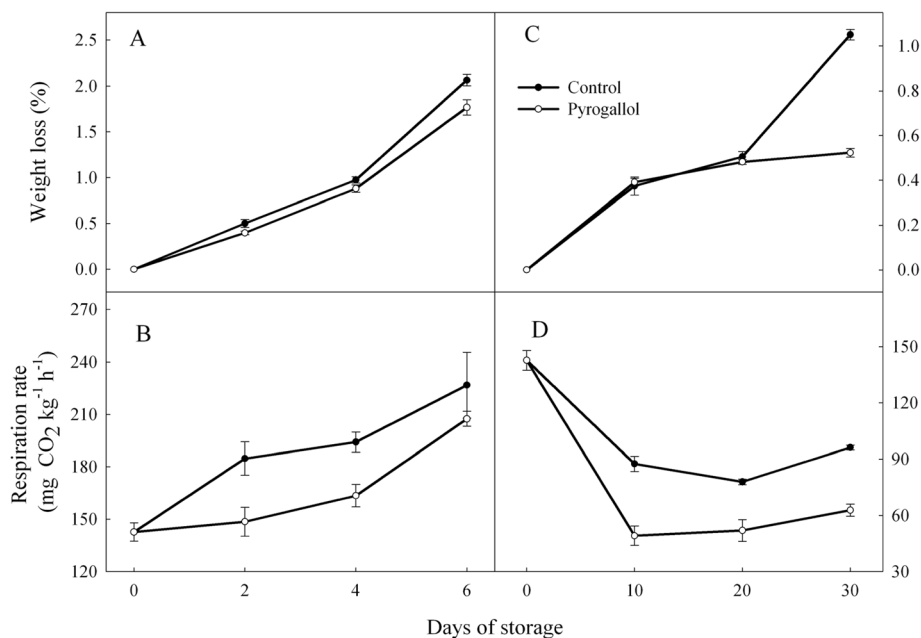 A
C
2.5
2.0
1.5
1.0
0.5
0.0
Weight loss (%)
Control
Pyrogallol
1.0
0.8
0.6
0.4
0.2
0.0
B
D
270
240
210
180
150
120
Respiration rate
(mg CO2 kg-1 h-1)
150
120
90
60
30
0 2 4 6
0 10 20 30
Days of storage